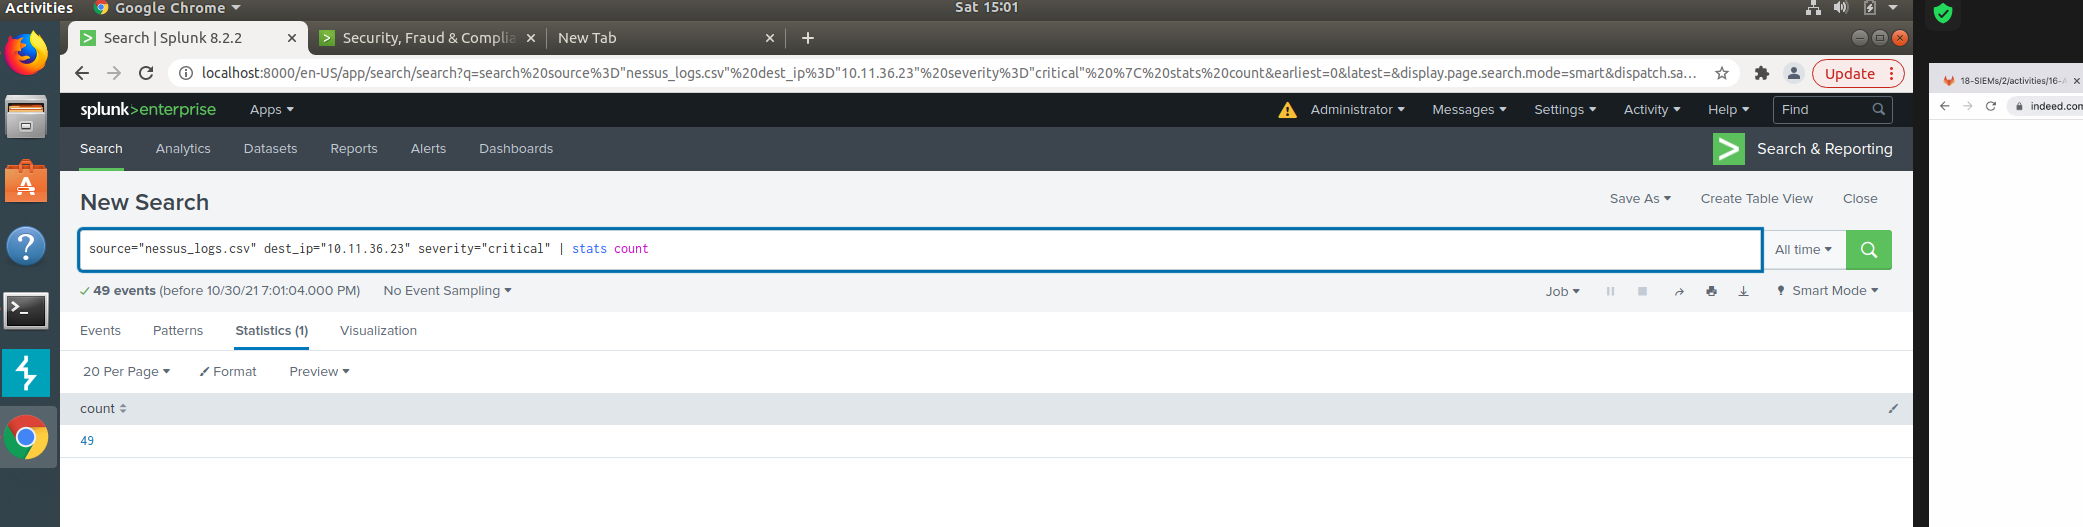 Activities
Google Chrome
Sat 15:01
Search | Splunk 8.2.2
Security, Fraud & Complia
New Tab
localhost:8000/en-US/app/search/search?q=search%20source%3D"nessus_logs.csv"%20dest_ip%3D"10.11.36.23"%20severity%3D"critical"%20%7C%20stats%20count&earliest=0&latest=&display.page.search.mode=smart&dispatch.sa...
Update
18-SIEMs/2/activities/16-
indeed.com
splunk>enterprise
Apps
Administrator
Messages
Settings
Activity
Help
Find
Search
Analytics
Datasets
Reports
Alerts
Dashboards
Search & Reporting
New Search
Save As
Create Table View
Close
source="nessus_logs.csv" dest_ip="10.11.36.23" severity="critical" | stats count
All time
49 events (before 10/30/21 7:01:04.000 PM)
No Event Sampling
Job
Smart Mode
Events
Patterns
Statistics (1)
Visualization
20 Per Page
Format
Preview
count
49